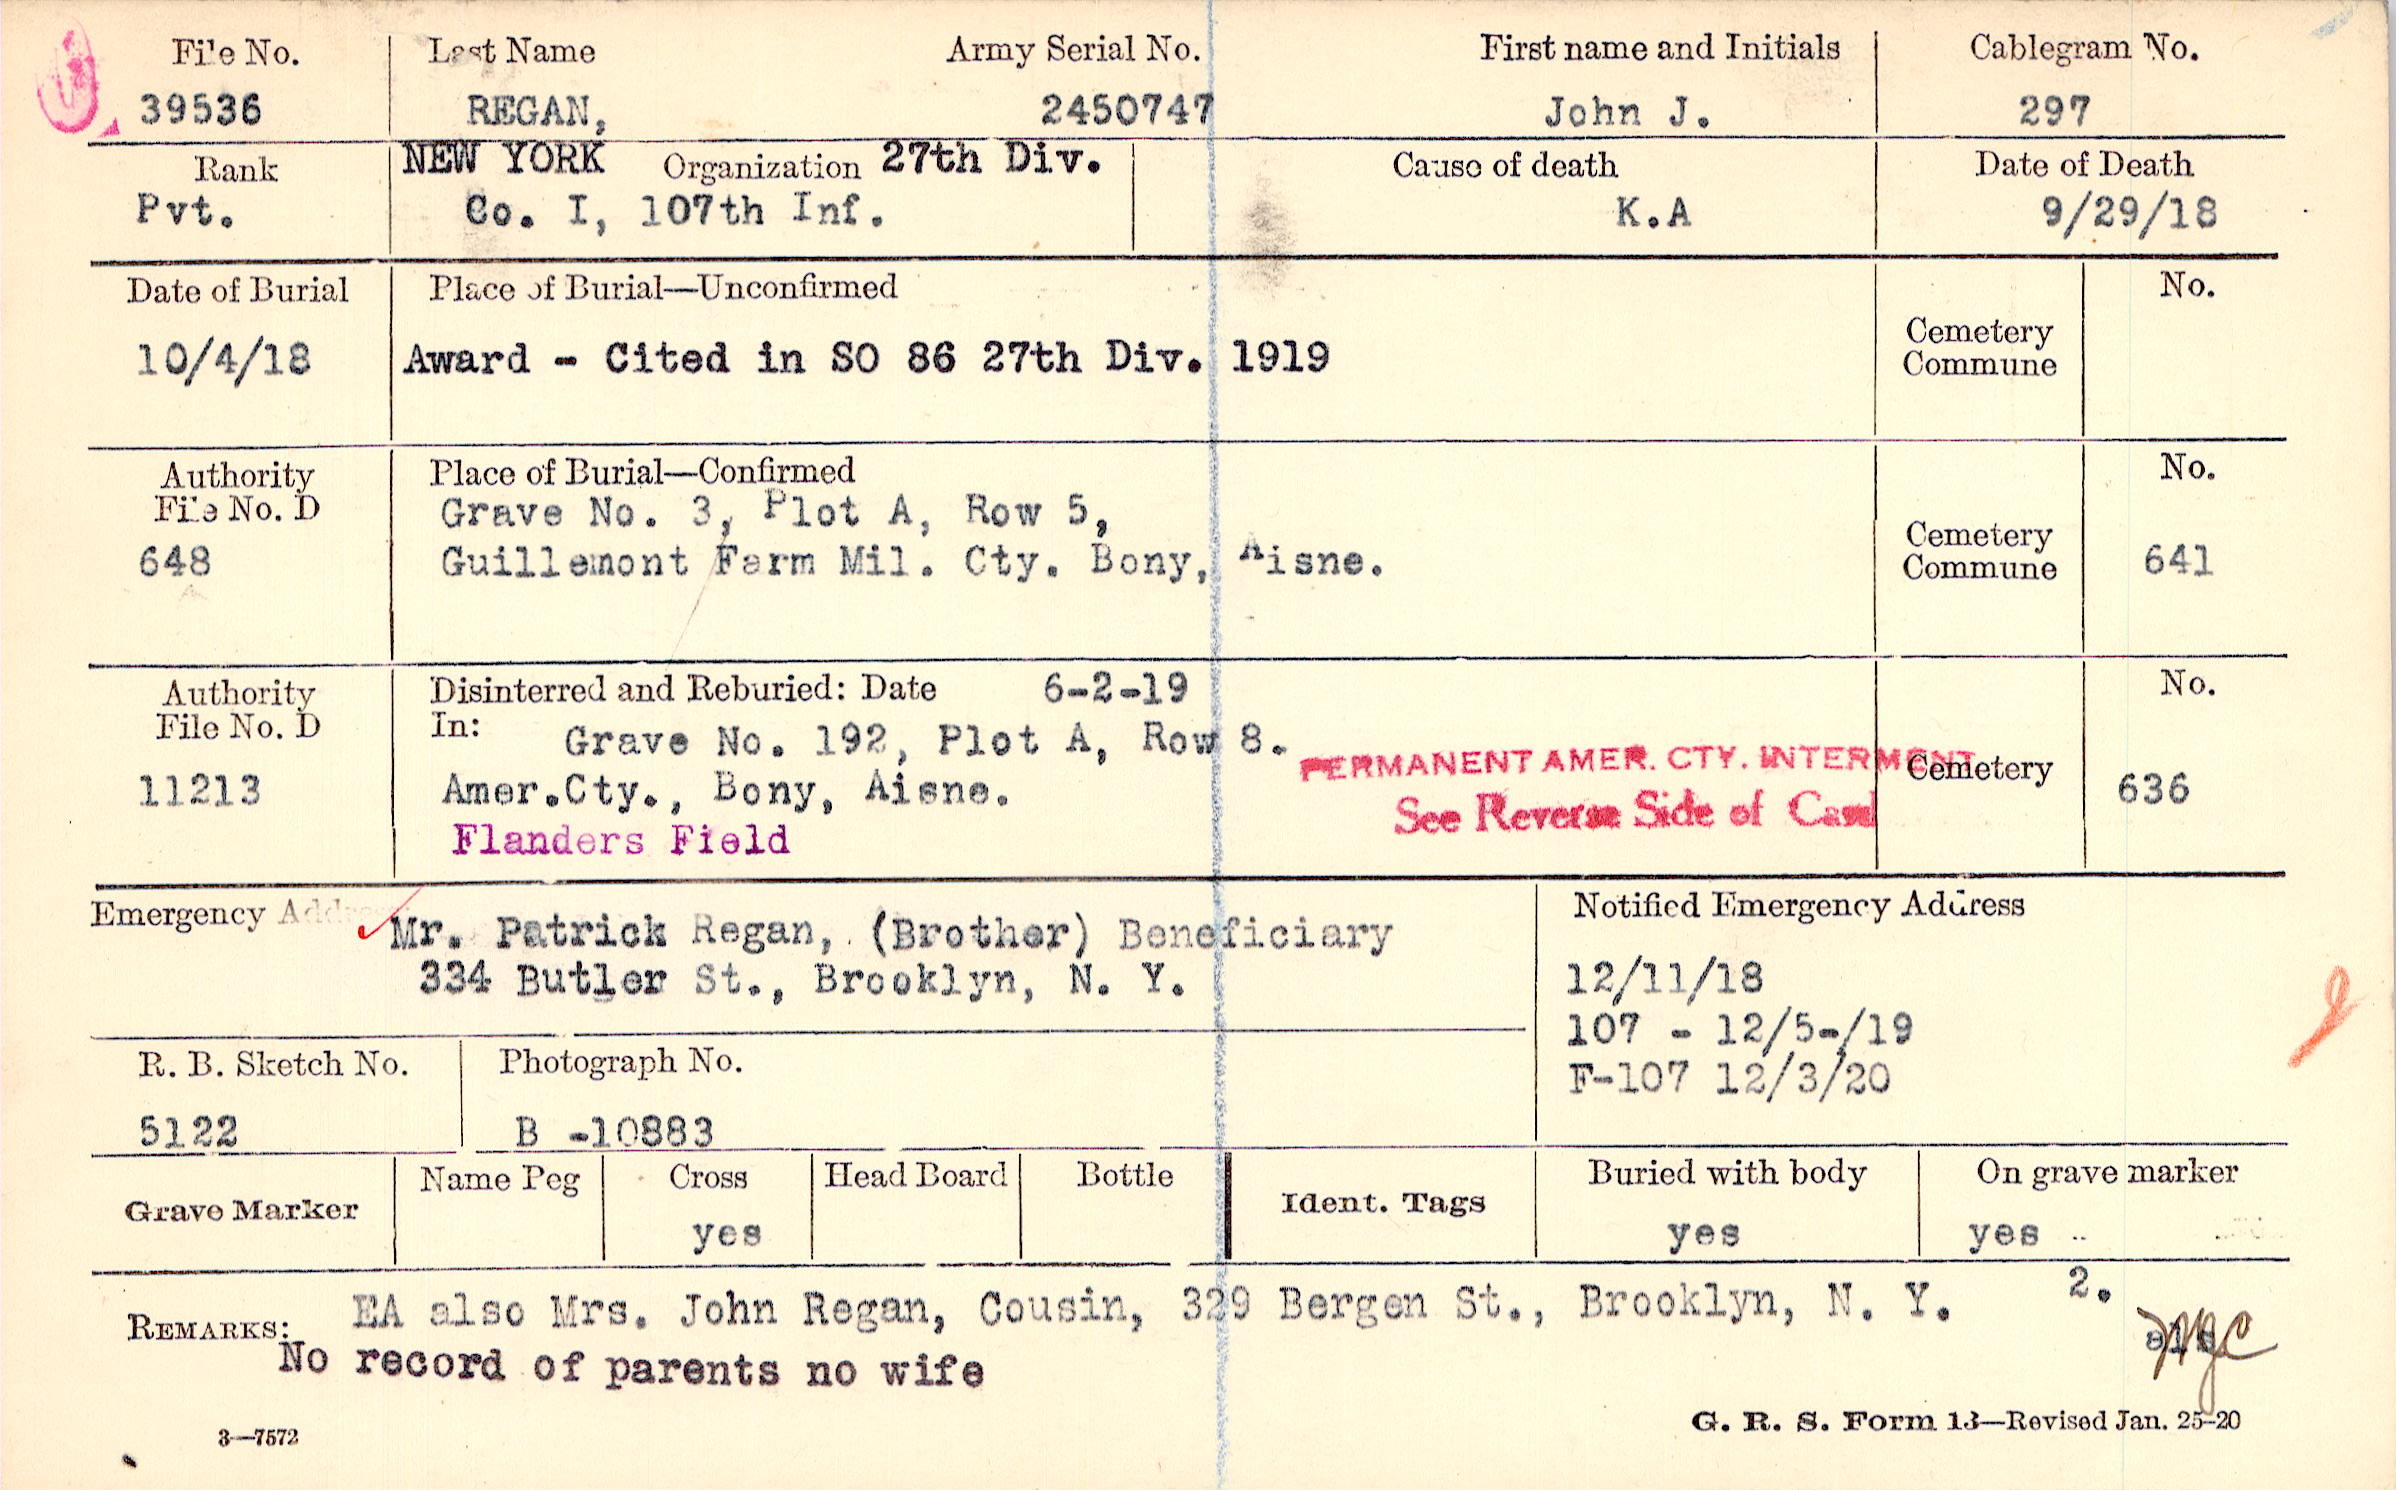 File No. Last Name Army Serial No. First name and Initials Cablegram No.
39536 REGAN, 2450747 John J. 297
Rank NEW YORK Organization 27th Div. Cause of death Date of Death
Pvt. Co. I, 107th Inf. K.A 9/29/18
Date of Burial Place of Burial—Unconfirmed No.
10/4/18 Award - Cited in SO 86 27th Div. 1919 Cemetery
Commune
Authority Place of Burial—Confirmed No.
File No. D Grave No. 3, Plot A, Row 5,
648 Guillemont Farm Mil. Cty. Bony, Aisne. Cemetery
Commune 641
Authority Disinterred and Reburied: Date 6-2-19 No.
File No. D In: Grave No. 192, Plot A, Row 8.
PERMANENT AMER. CTY. INTERMENT
11213 Amer.Cty., Bony, Aisne. Cemetery 636
See Reverse Side of Card
Flanders Field
Emergency Address Notified Emergency Address
Mr. Patrick Regan, (Brother) Beneficiary
334 Butler St., Brooklyn, N. Y. 12/11/18
107 - 12/5-/19
R. B. Sketch No. Photograph No. F-107 12/3/20
5122 B -10883
Grave Marker Name Peg Cross Head Board Bottle Ident. Tags Buried with body On grave marker
yes yes yes
REMARKS: EA also Mrs. John Regan, Cousin, 329 Bergen St., Brooklyn, N. Y. 2.
No record of parents no wife
3—7572 G. R. S. Form 13—Revised Jan. 25-20